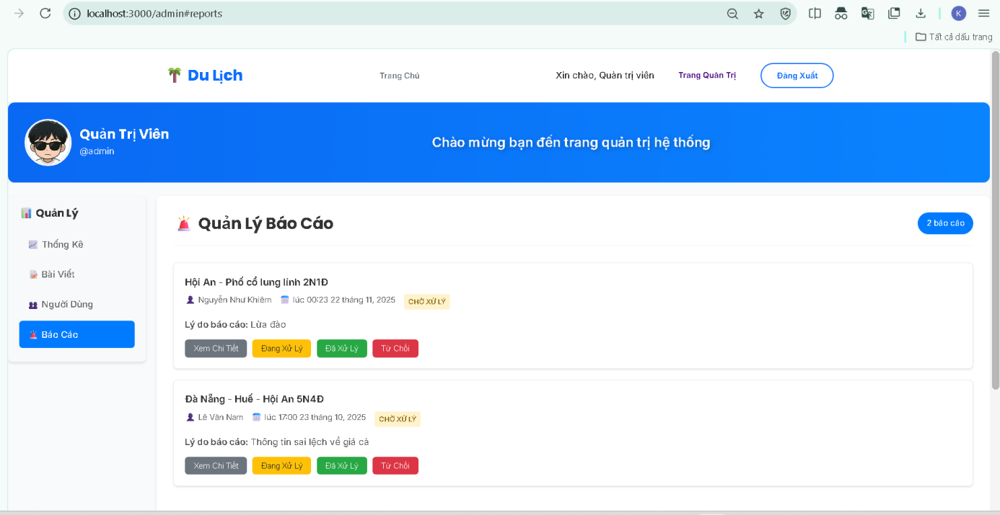 localhost:3000/admin#reports
K
Tất cả dấu trang
Du Lịch
Trang Chủ
Xin chào, Quản trị viên
Trang Quản Trị
Đăng Xuất
Quản Trị Viên
@admin
Chào mừng bạn đến trang quản trị hệ thống
Quản Lý
Thống Kê
Bài Viết
Người Dùng
Báo Cáo
Quản Lý Báo Cáo
2 báo cáo
Hội An - Phố cổ lung linh 2N1Đ
Nguyễn Như Khiêm lúc 00:23 22 tháng 11, 2025 CHỜ XỬ LÝ
Lý do báo cáo: Lừa đảo
Xem Chi Tiết Đang Xử Lý Đã Xử Lý Từ Chối
Đà Nẵng - Huế - Hội An 5N4Đ
Lê Văn Nam lúc 17:00 23 tháng 10, 2025 CHỜ XỬ LÝ
Lý do báo cáo: Thông tin sai lệch về giá cả
Xem Chi Tiết Đang Xử Lý Đã Xử Lý Từ Chối